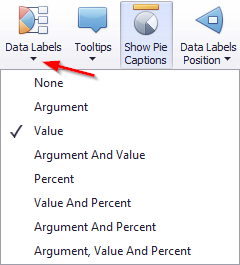 Data Labels
Tooltips
Show Pie
Captions
Data Labels
Position
None
Argument
Value
Argument And Value
Percent
Value And Percent
Argument And Percent
Argument, Value And Percent